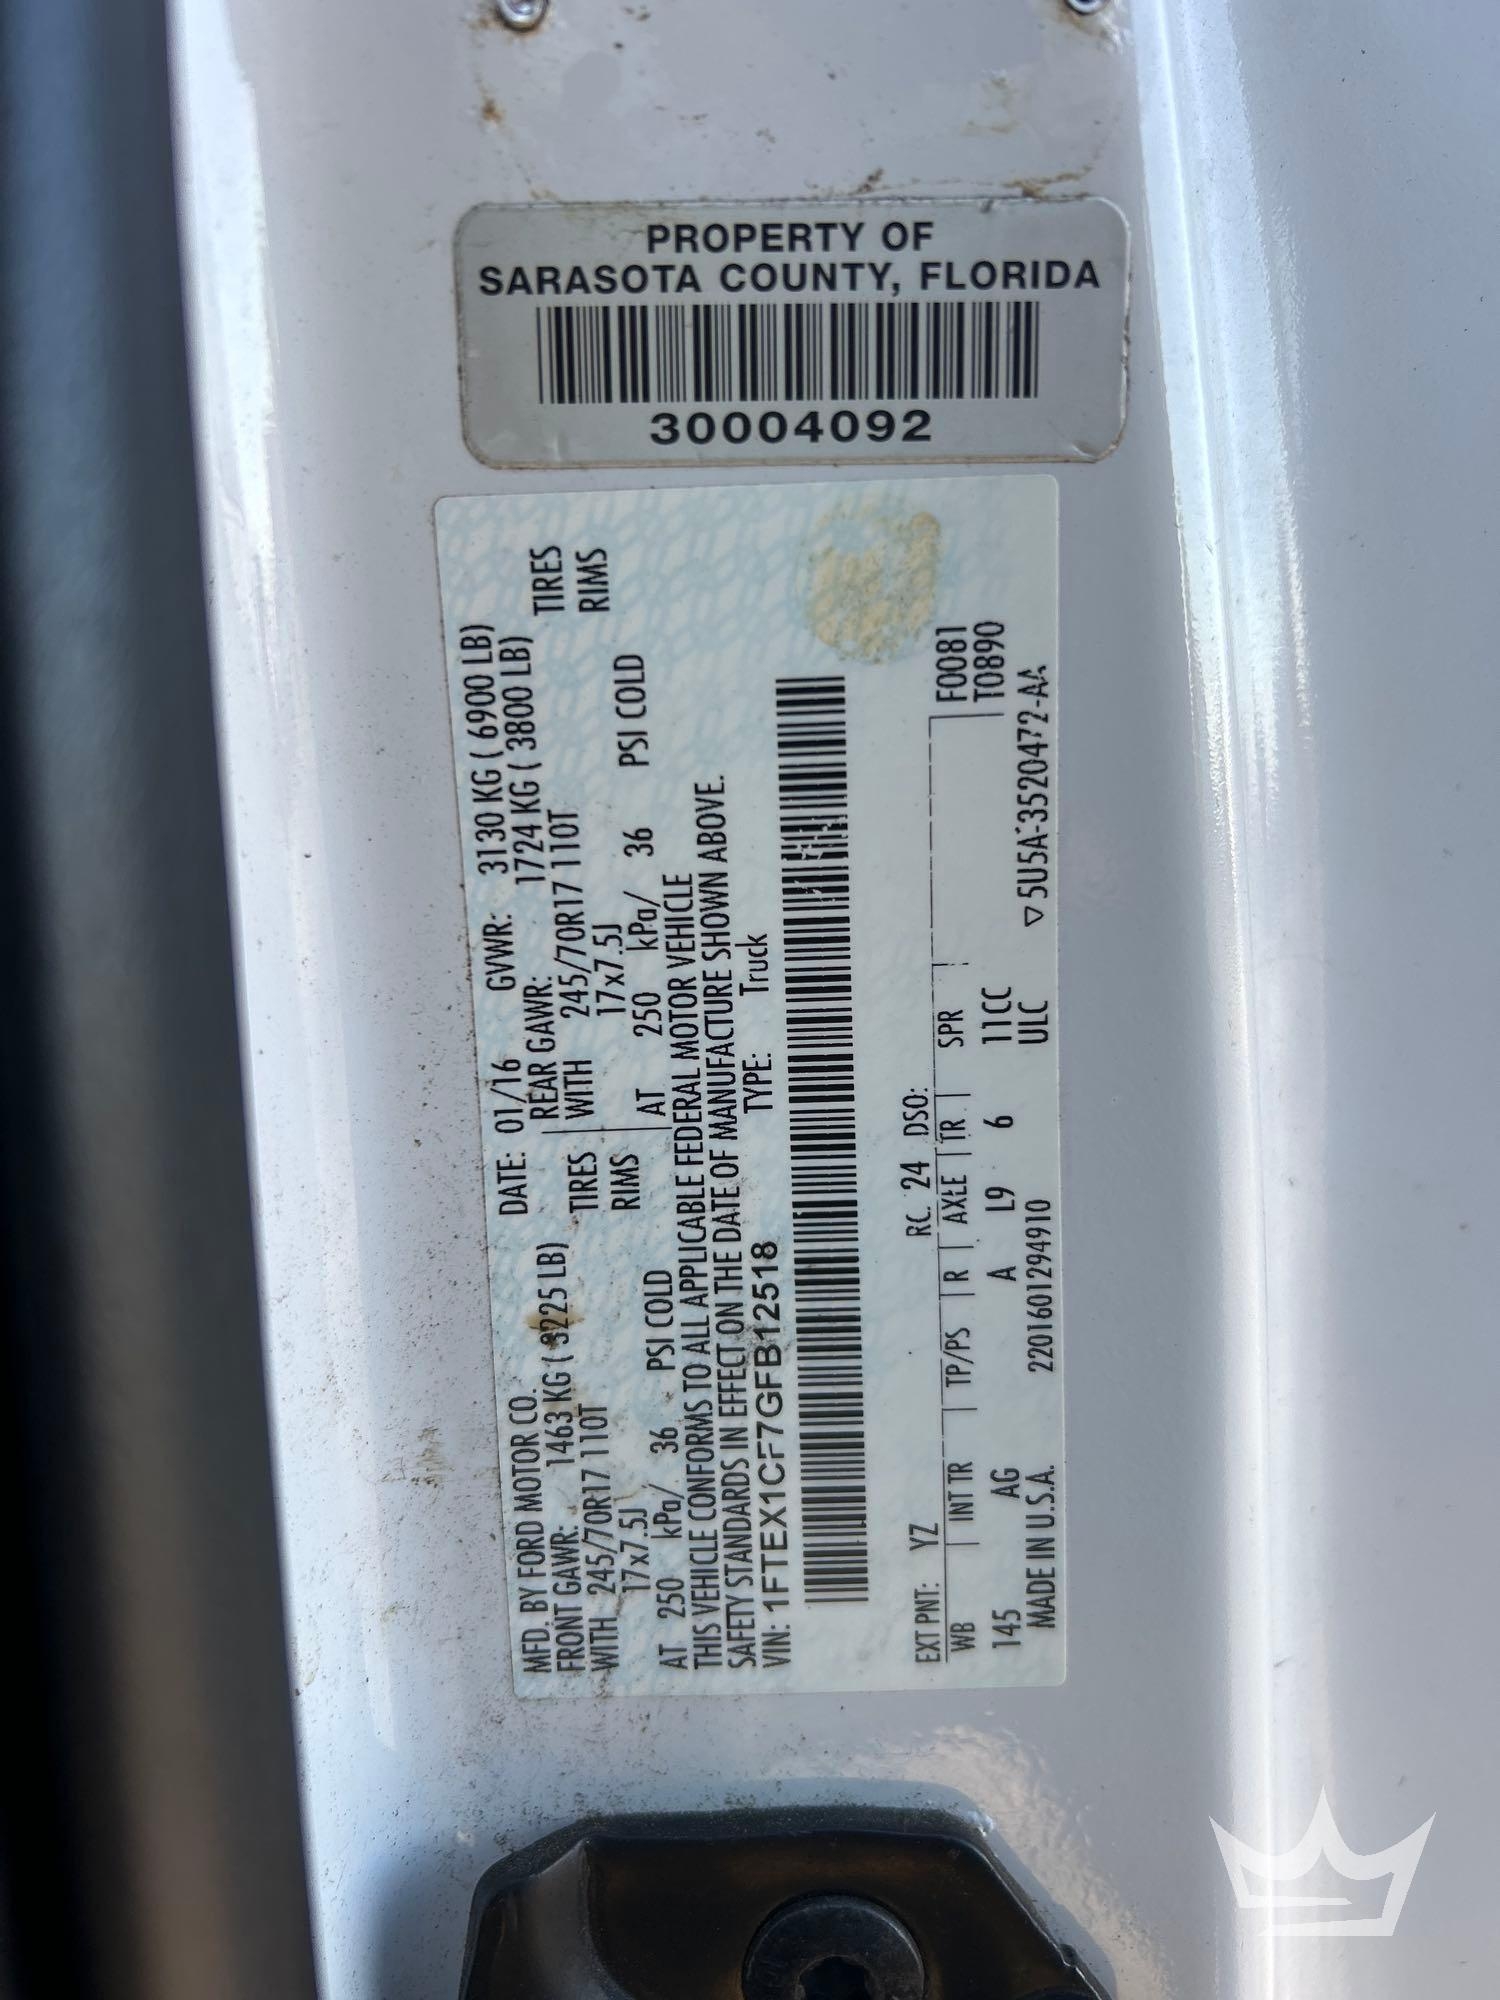 PROPERTY OF
SARASOTA COUNTY, FLORIDA
30004092
MFD. BY FORD MOTOR CO. DATE: 01/16 GVWR: 3130 KG ( 6900 LB)
FRONT GAWR: 1463 KG ( 3225 LB) REAR GAWR: 1724 KG ( 3800 LB)
WITH 245/70R17 110T TIRES WITH 245/70R17 110T TIRES
17x7.5J RIMS 17x7.5J RIMS
AT 250 kPa/ 36 PSI COLD AT 250 kPa/ 36 PSI COLD
THIS VEHICLE CONFORMS TO ALL APPLICABLE FEDERAL MOTOR VEHICLE
SAFETY STANDARDS IN EFFECT ON THE DATE OF MANUFACTURE SHOWN ABOVE.
VIN: 1FTEX1CF7GFB12518 TYPE: Truck
EXT PNT: YZ RC: 24 DSO: F0081
WB INT TR TP/PS R AXLE TR SPR T0890
145 AG A L9 6 11CC
MADE IN U.S.A. 2201601294910 ULC ▽5U5A-3520472-AA